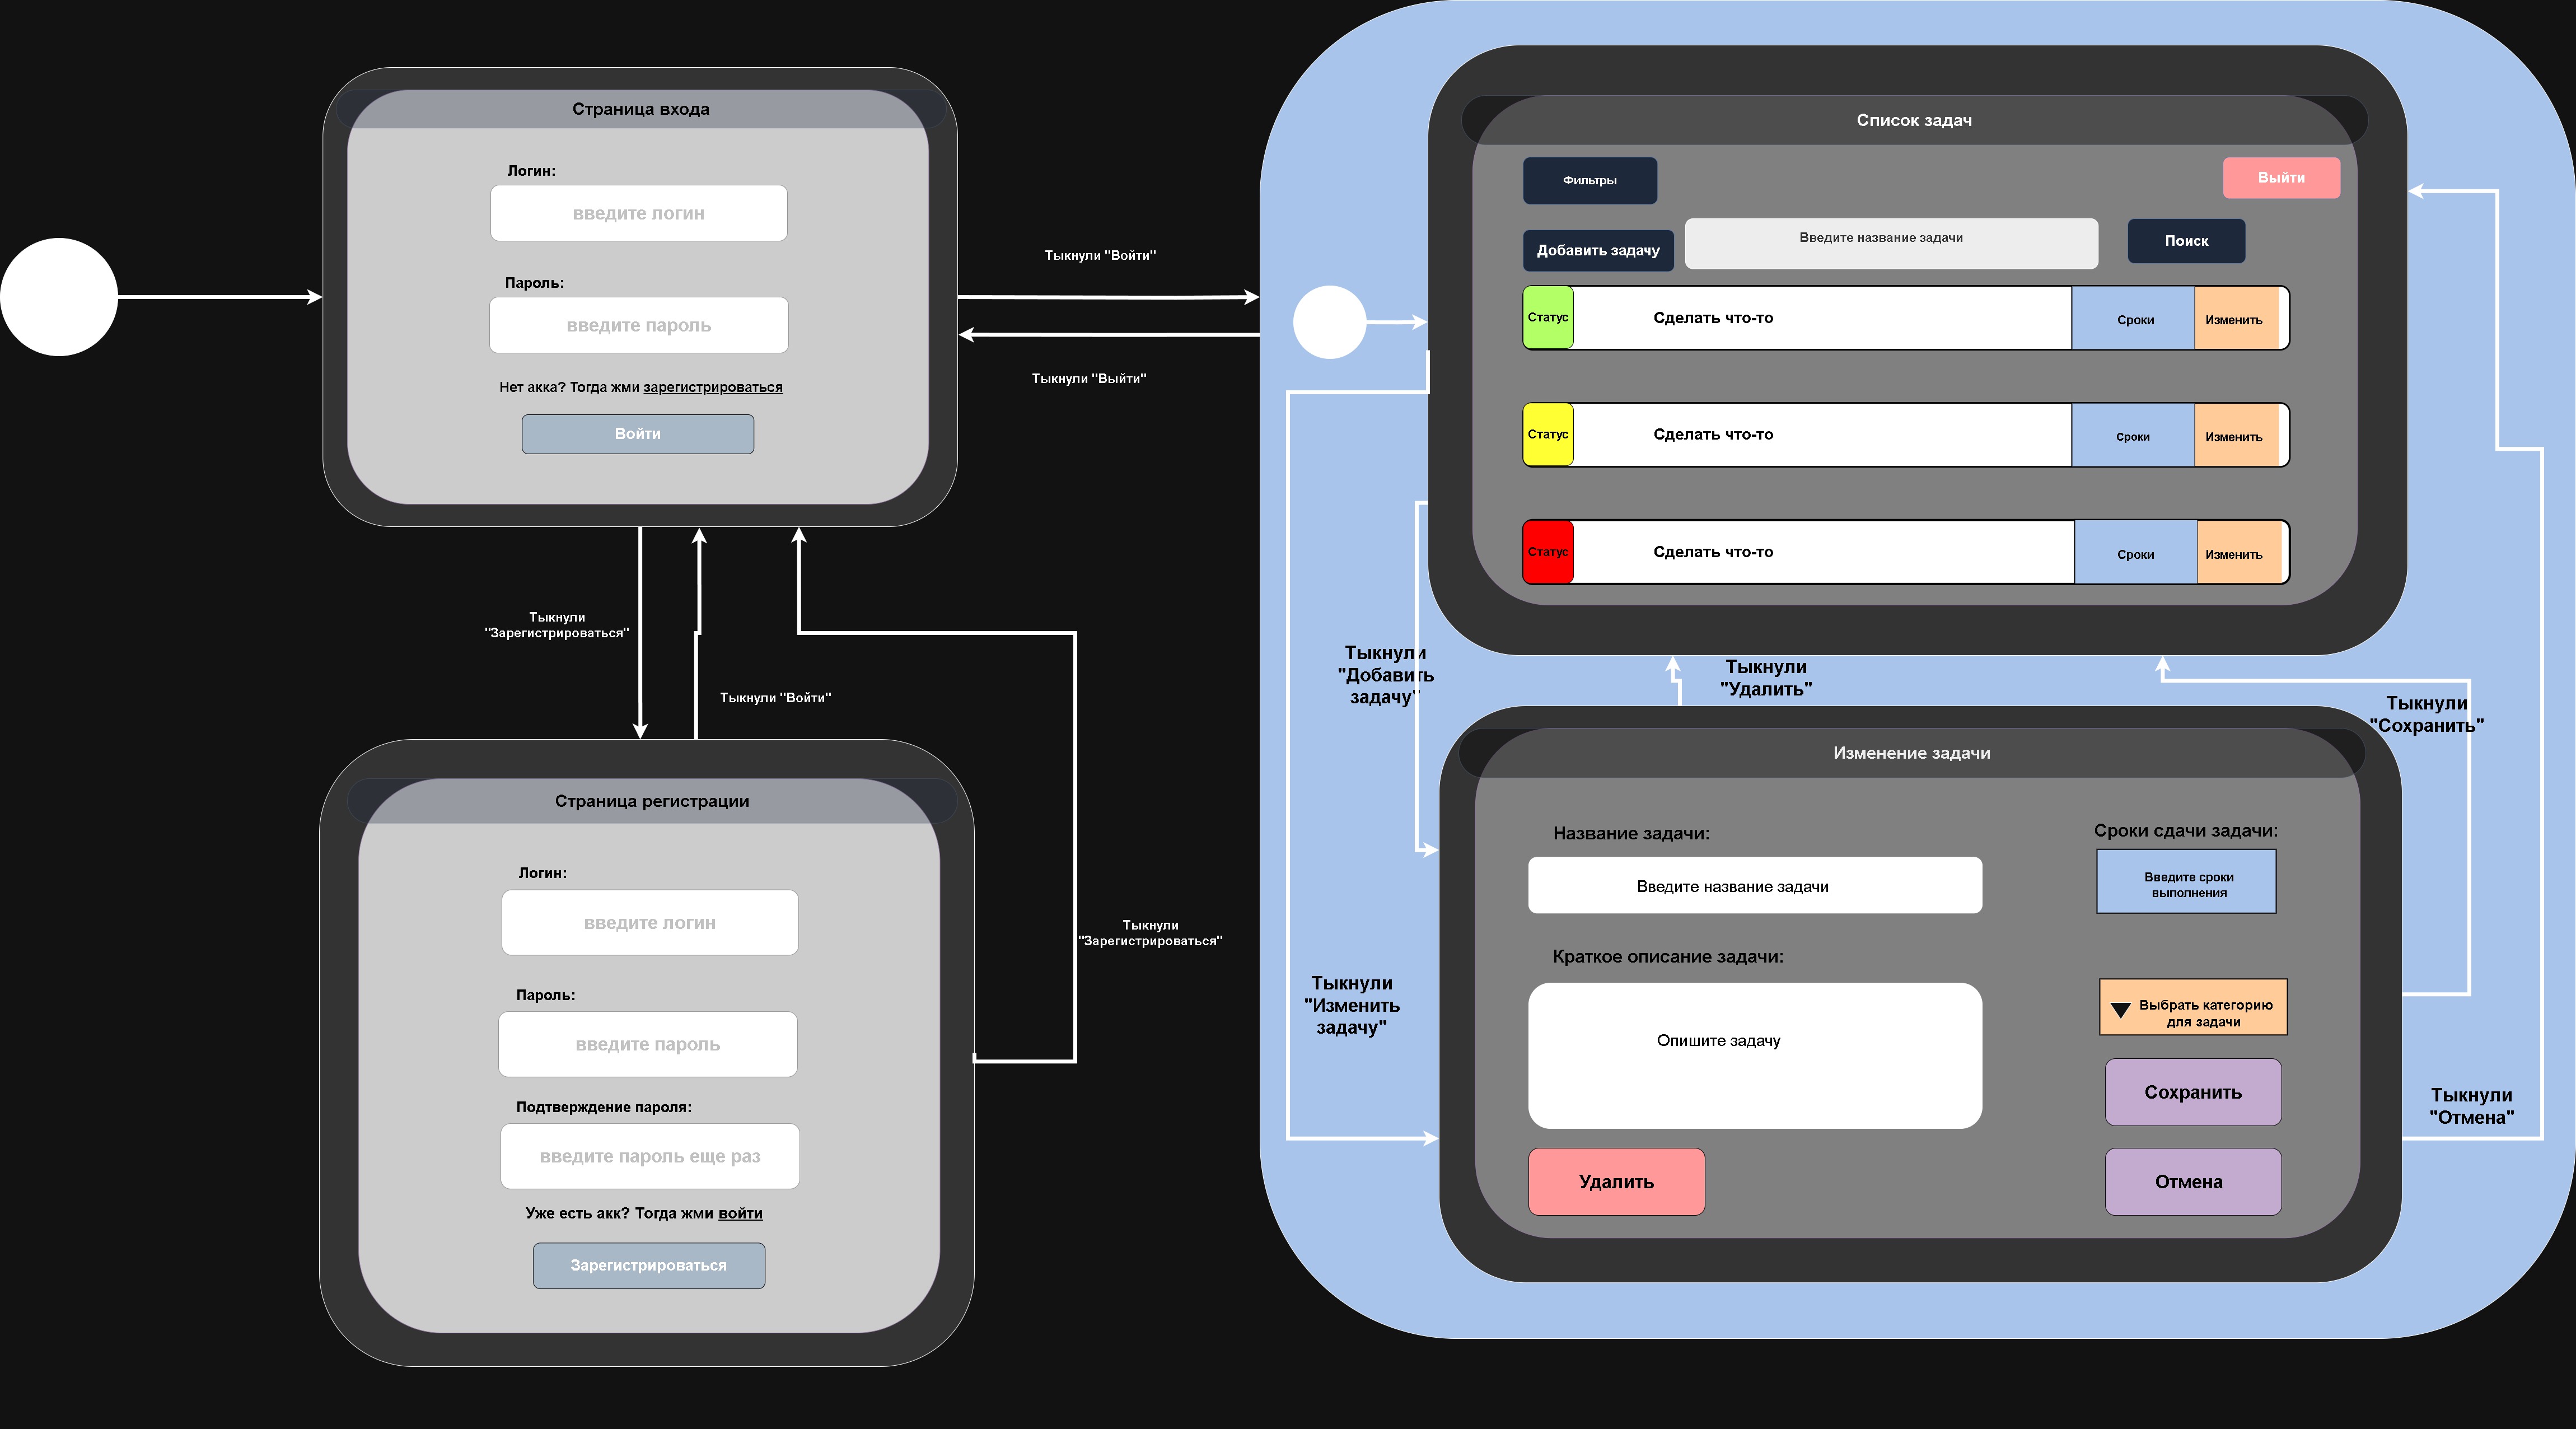 Страница входа
Логин:
введите логин
Пароль:
введите пароль
Нет акка? Тогда жми зарегистрироваться
Войти
Тыкнули "Войти"
Тыкнули "Выйти"
Тыкнули
"Зарегистрироваться"
Тыкнули "Войти"
Страница регистрации
Логин:
введите логин
Пароль:
введите пароль
Подтверждение пароля:
введите пароль еще раз
Уже есть акк? Тогда жми войти
Зарегистрироваться
Тыкнули
"Зарегистрироваться"
Список задач
Фильтры
Выйти
Добавить задачу
Введите название задачи
Поиск
Статус
Сделать что-то
Сроки
Изменить
Статус
Сделать что-то
Сроки
Изменить
Статус
Сделать что-то
Сроки
Изменить
Тыкнули
"Добавить
задачу"
Тыкнули
"Удалить"
Тыкнули
"Сохранить"
Тыкнули
"Изменить
задачу"
Изменение задачи
Название задачи:
Введите название задачи
Сроки сдачи задачи:
Введите сроки
выполнения
Краткое описание задачи:
Опишите задачу
Выбрать категорию
для задачи
Сохранить
Удалить
Отмена
Тыкнули
"Отмена"